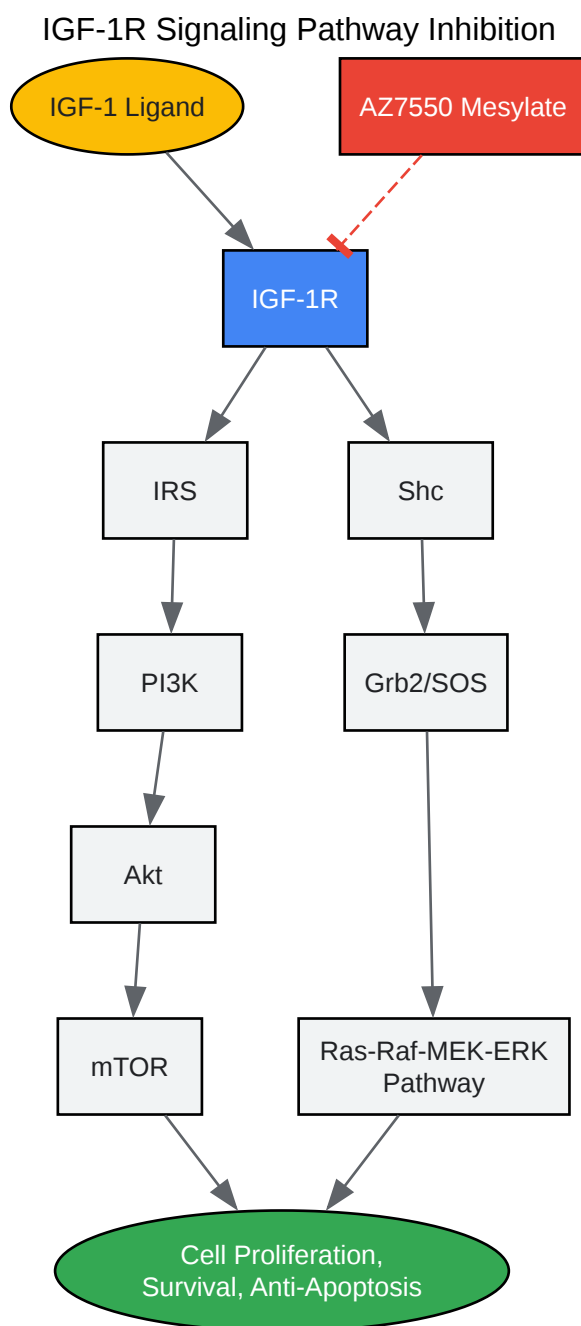 IGF-1R Signaling Pathway Inhibition
IGF-1 Ligand
AZ7550 Mesylate
IGF-1R
IRS
Shc
PI3K
Grb2/SOS
Akt
mTOR
Ras-Raf-MEK-ERK
Pathway
Cell Proliferation,
Survival, Anti-Apoptosis